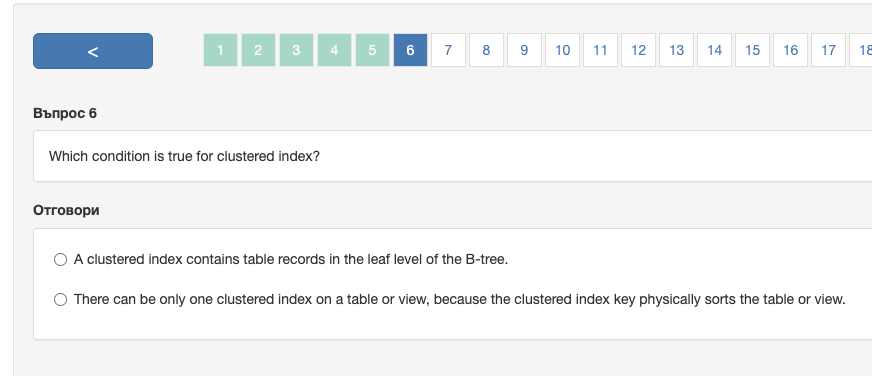 < 1 2 3 4 5 6 7 8 9 10 11 12 13 14 15 16 17 18
Въпрос 6
Which condition is true for clustered index?
Отговори
A clustered index contains table records in the leaf level of the B-tree.
There can be only one clustered index on a table or view, because the clustered index key physically sorts the table or view.